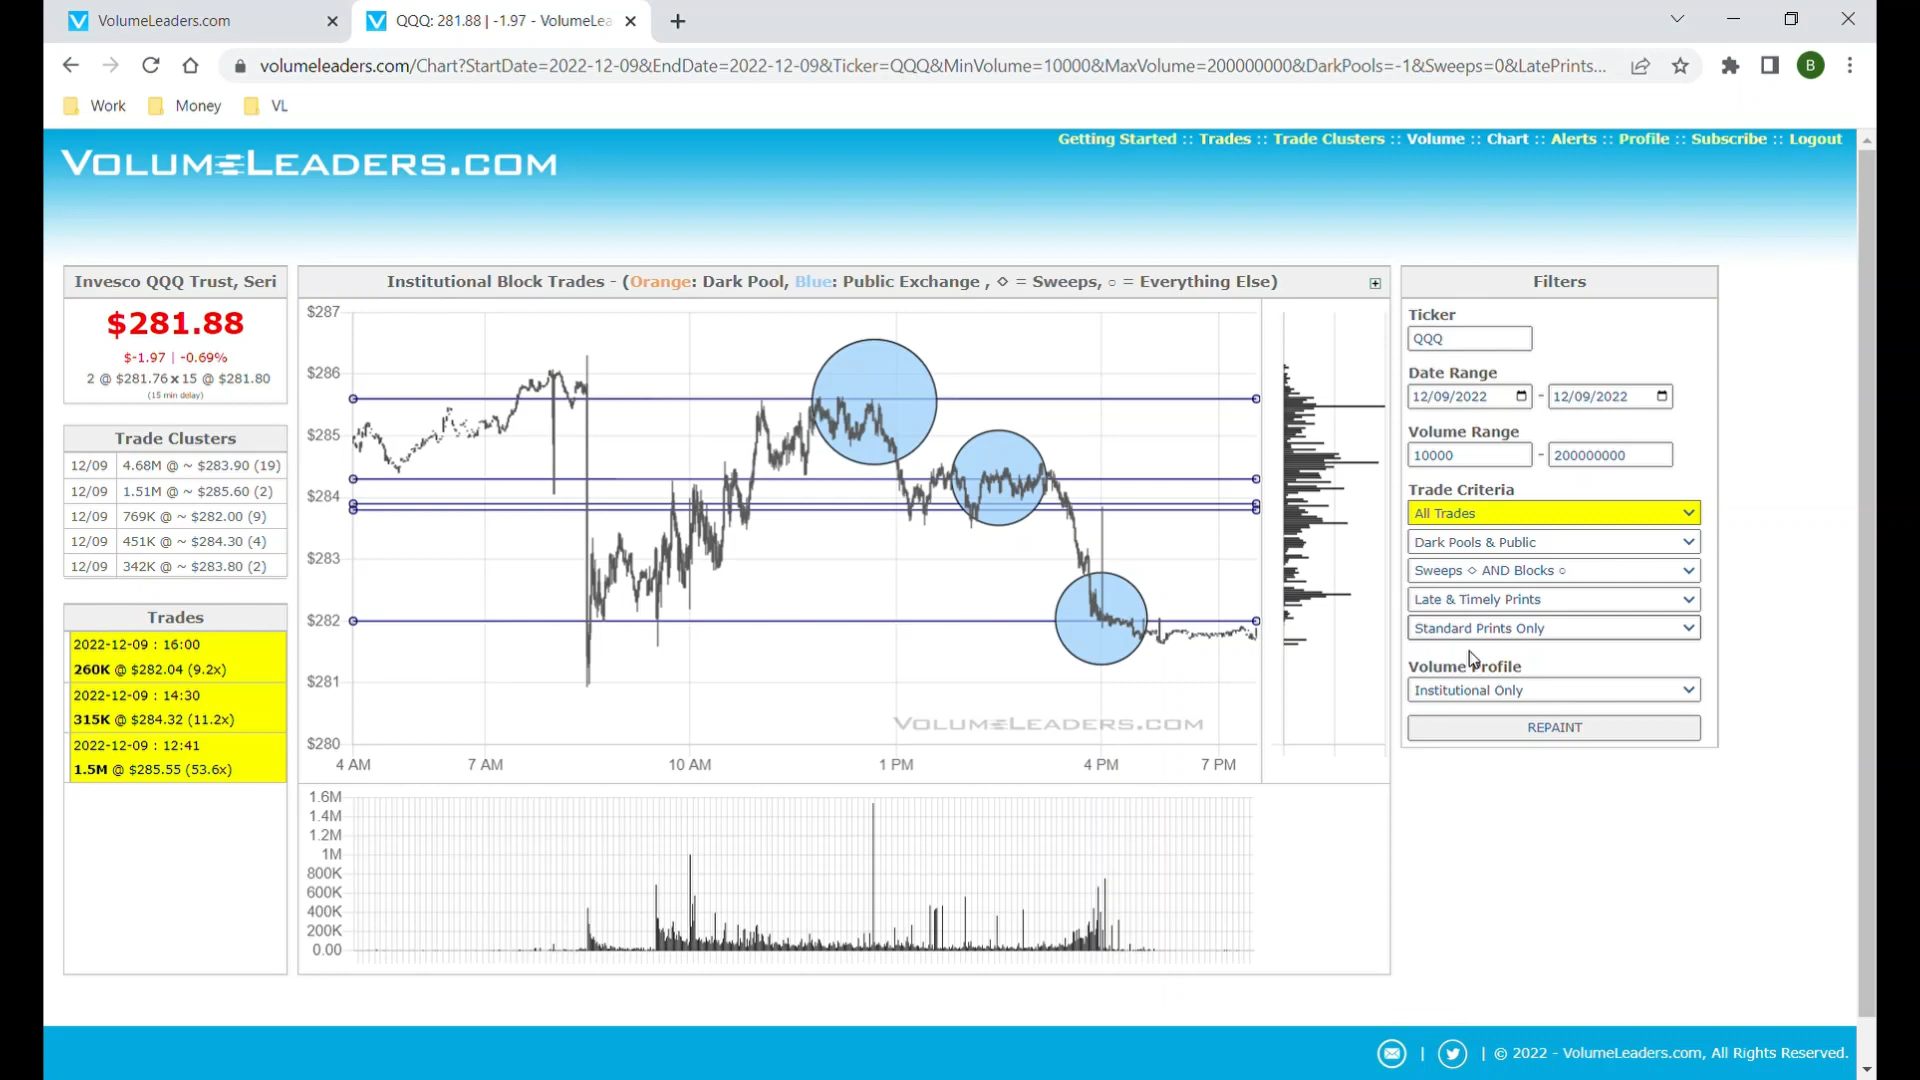 VolumeLeaders.com
QQQ: 281.88 | -1.97 - VolumeLea
volumeleaders.com/Chart?StartDate=2022-12-09&EndDate=2022-12-09&Ticker=QQQ&MinVolume=10000&MaxVolume=200000000&DarkPools=-1&Sweeps=0&LatePrints...
B
Work
Money
VL
Getting Started :: Trades :: Trade Clusters :: Volume :: Chart :: Alerts :: Profile :: Subscribe :: Logout
VOLUMELEADERS.COM
Invesco QQQ Trust, Seri
$281.88
$-1.97 | -0.69%
2 @ $281.76 x 15 @ $281.80
(15 min delay)
Trade Clusters
12/09 4.68M @ ~ $283.90 (19)
12/09 1.51M @ ~ $285.60 (2)
12/09 769K @ ~ $282.00 (9)
12/09 451K @ ~ $284.30 (4)
12/09 342K @ ~ $283.80 (2)
Trades
2022-12-09 : 16:00
260K @ $282.04 (9.2x)
2022-12-09 : 14:30
315K @ $284.32 (11.2x)
2022-12-09 : 12:41
1.5M @ $285.55 (53.6x)
Institutional Block Trades - (Orange: Dark Pool, Blue: Public Exchange , ◇ = Sweeps, ○ = Everything Else)
$287
$286
$285
$284
$283
$282
$281
$280
VOLUMELEADERS.COM
4 AM 7 AM 10 AM 1 PM 4 PM 7 PM
1.6M
1.4M
1.2M
1M
800K
600K
400K
200K
0.00
Filters
Ticker
QQQ
Date Range
12/09/2022 - 12/09/2022
Volume Range
10000 - 200000000
Trade Criteria
All Trades
Dark Pools & Public
Sweeps ◇ AND Blocks ○
Late & Timely Prints
Standard Prints Only
Volume Profile
Institutional Only
REPAINT
| | © 2022 - VolumeLeaders.com, All Rights Reserved.